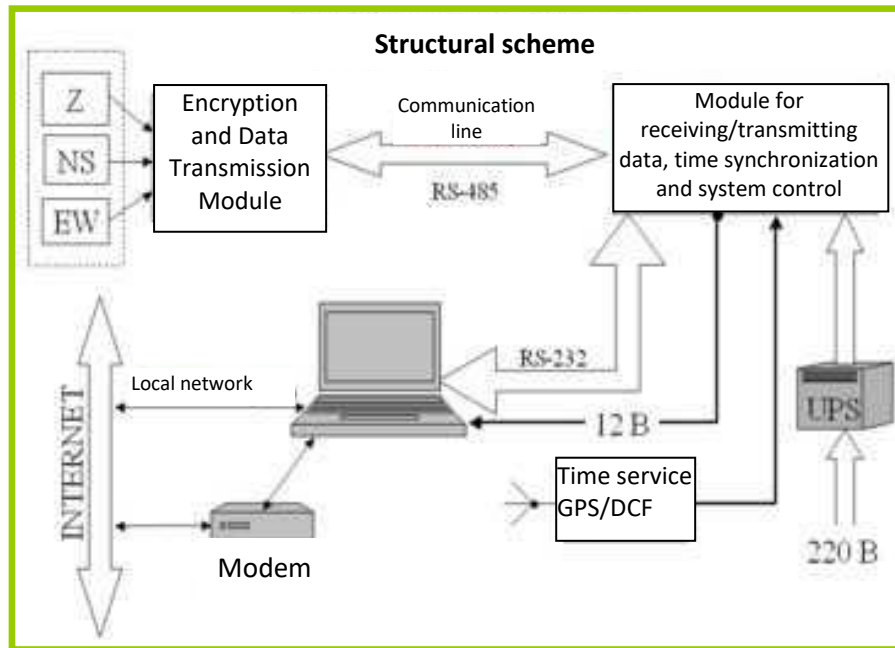 Structural scheme
Z
NS
EW
Encryption
and Data
Transmission
Module
Communication
line
RS-485
Module for
receiving/transmitting
data, time synchronization
and system control
INTERNET
Local network
RS-232
12 В
UPS
Time service
GPS/DCF
220 В
Modem